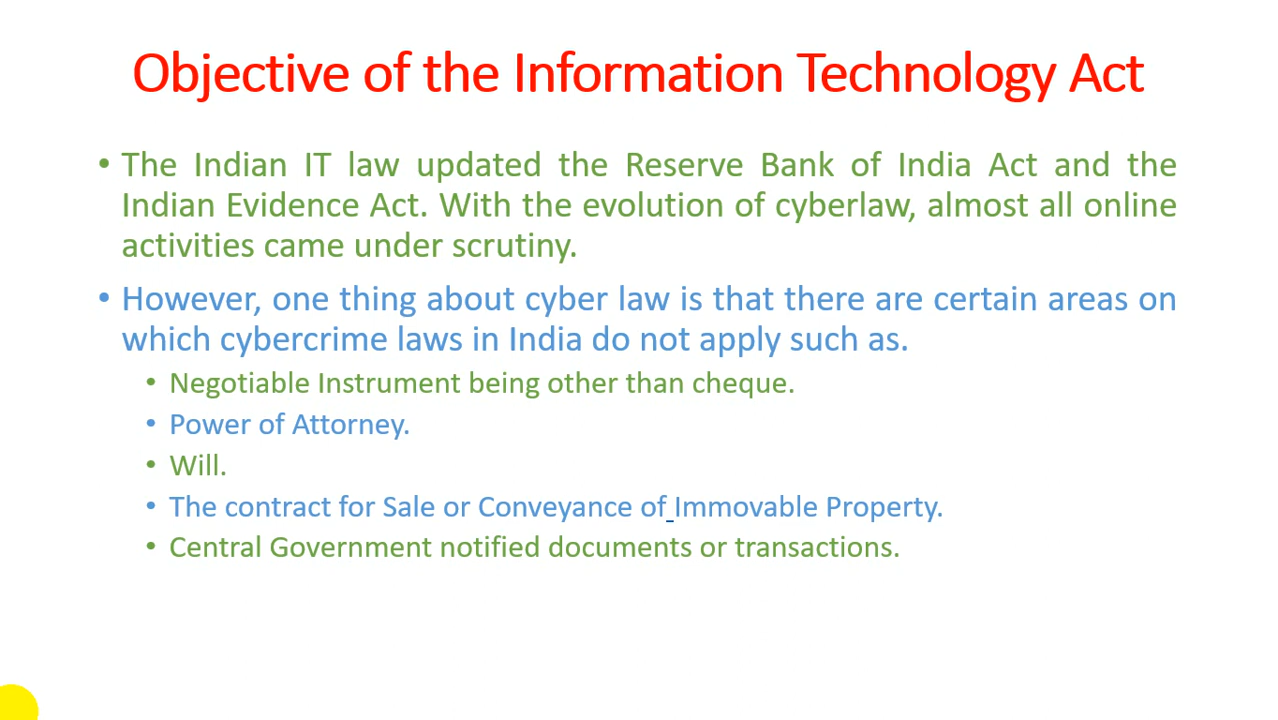 Objective of the Information Technology Act
• The Indian IT law updated the Reserve Bank of India Act and the
Indian Evidence Act. With the evolution of cyberlaw, almost all online
activities came under scrutiny.
• However, one thing about cyber law is that there are certain areas on
which cybercrime laws in India do not apply such as.
• Negotiable Instrument being other than cheque.
• Power of Attorney.
• Will.
• The contract for Sale or Conveyance of Immovable Property.
• Central Government notified documents or transactions.